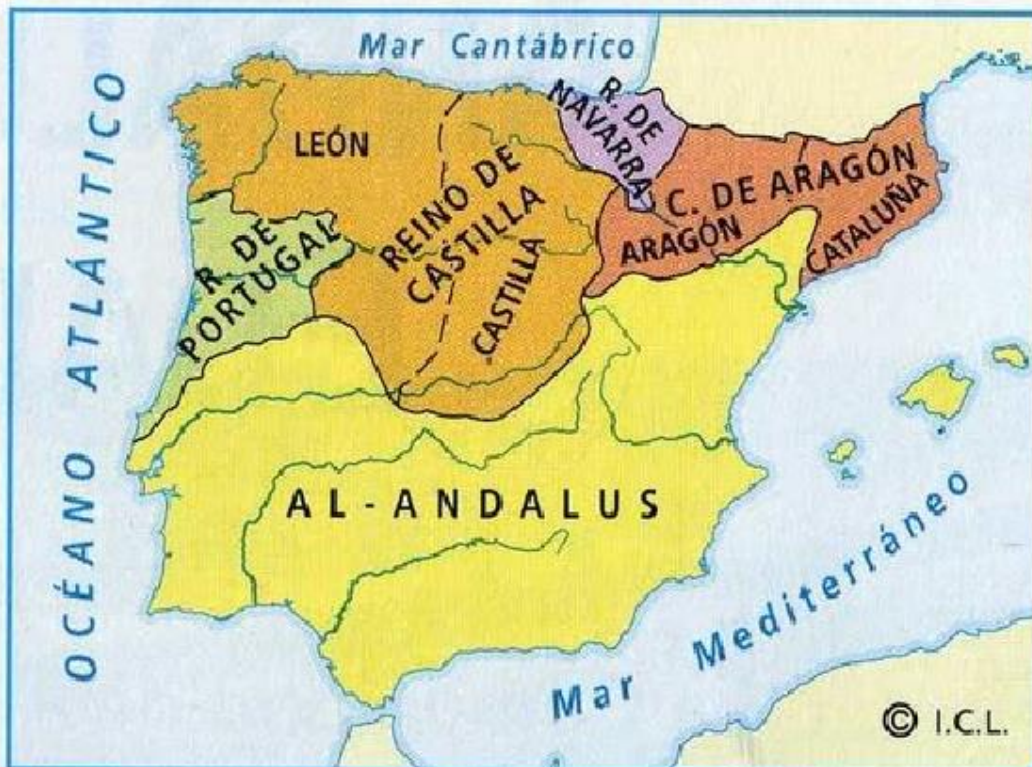 Mar Cantábrico
OCÉANO ATLÁNTICO
LEÓN
REINO DE
CASTILLA
CASTILLA
R. DE
NAVARRA
C. DE ARAGÓN
ARAGÓN
CATALUÑA
R. DE
PORTUGAL
AL-ANDALUS
Mar Mediterráneo
© I.C.L.